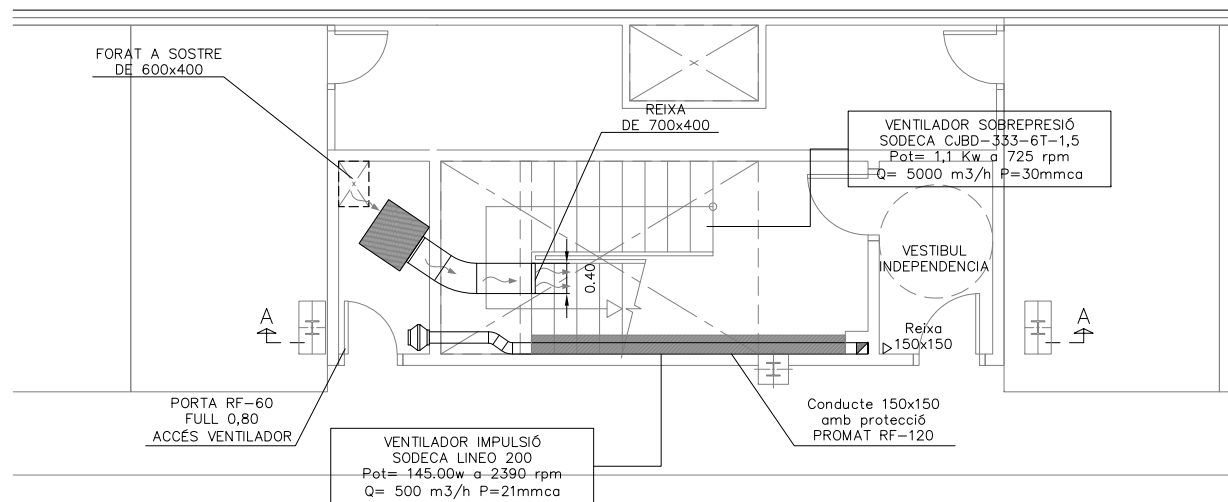 FORAT A SOSTRE
DE 600x400
REIXA
DE 700x400
VENTILADOR SOBREPRESIÓ
SODECA CJBD-333-6T-1,5
Pot= 1,1 Kw a 725 rpm
Q= 5000 m3/h P=30mmca
VESTIBUL
INDEPENDENCIA
0.40
A
A
Reixa
150x150
PORTA RF-60
FULL 0,80
ACCÉS VENTILADOR
VENTILADOR IMPULSIÓ
SODECA LINEO 200
Pot= 145.00w a 2390 rpm
Q= 500 m3/h P=21mmca
Conducte 150x150
amb protecció
PROMAT RF-120